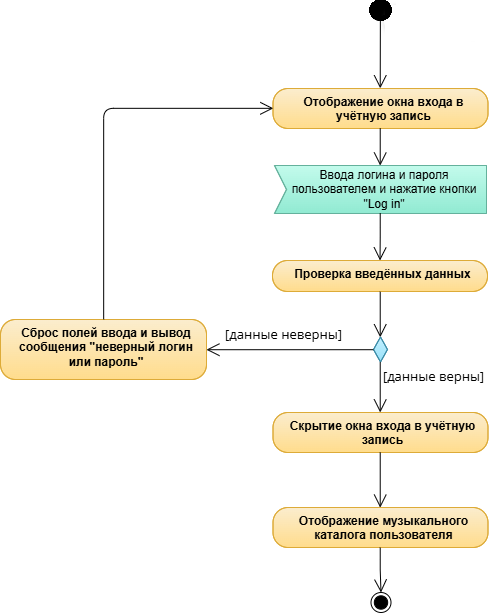 Отображение окна входа в
учётную запись
Ввода логина и пароля
пользователем и нажатие кнопки
"Log in"
Проверка введённых данных
[данные неверны]
Сброс полей ввода и вывод
сообщения "неверный логин
или пароль"
[данные верны]
Скрытие окна входа в учётную
запись
Отображение музыкального
каталога пользователя